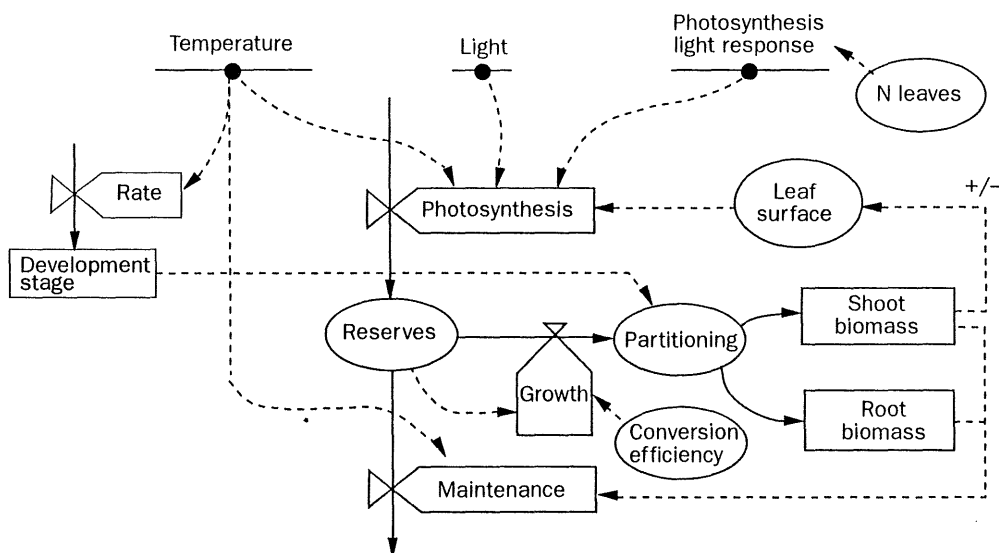 Temperature
Light
Photosynthesis
light response
N leaves
Rate
Photosynthesis
Leaf
surface
+/–
Development
stage
Reserves
Partitioning
Shoot
biomass
Growth
Conversion
efficiency
Root
biomass
Maintenance